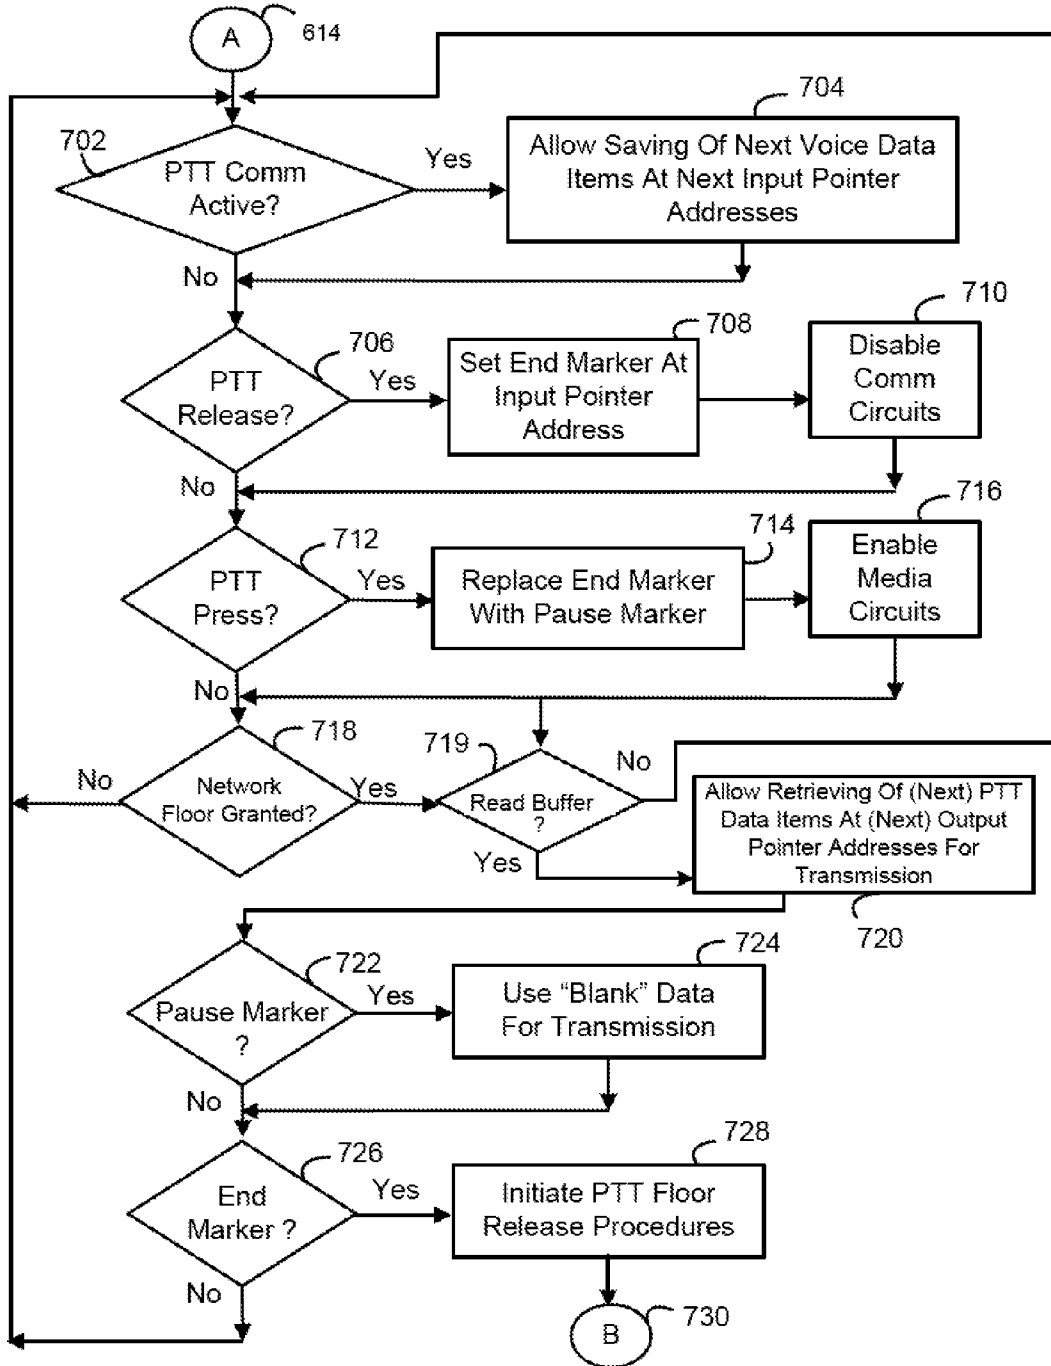 A
614
702
PTT Comm
Active?
Yes
704
Allow Saving Of Next Voice Data
Items At Next Input Pointer
Addresses
No
706
PTT
Release?
Yes
708
Set End Marker At
Input Pointer
Address
710
Disable
Comm
Circuits
No
712
PTT
Press?
Yes
714
Replace End Marker
With Pause Marker
716
Enable
Media
Circuits
No
718
Network
Floor Granted?
No
Yes
719
Read Buffer
?
No
Yes
Allow Retrieving Of (Next) PTT
Data Items At (Next) Output
Pointer Addresses For
Transmission
720
722
Pause Marker
?
Yes
724
Use “Blank” Data
For Transmission
No
726
End
Marker ?
Yes
728
Initiate PTT Floor
Release Procedures
No
B
730